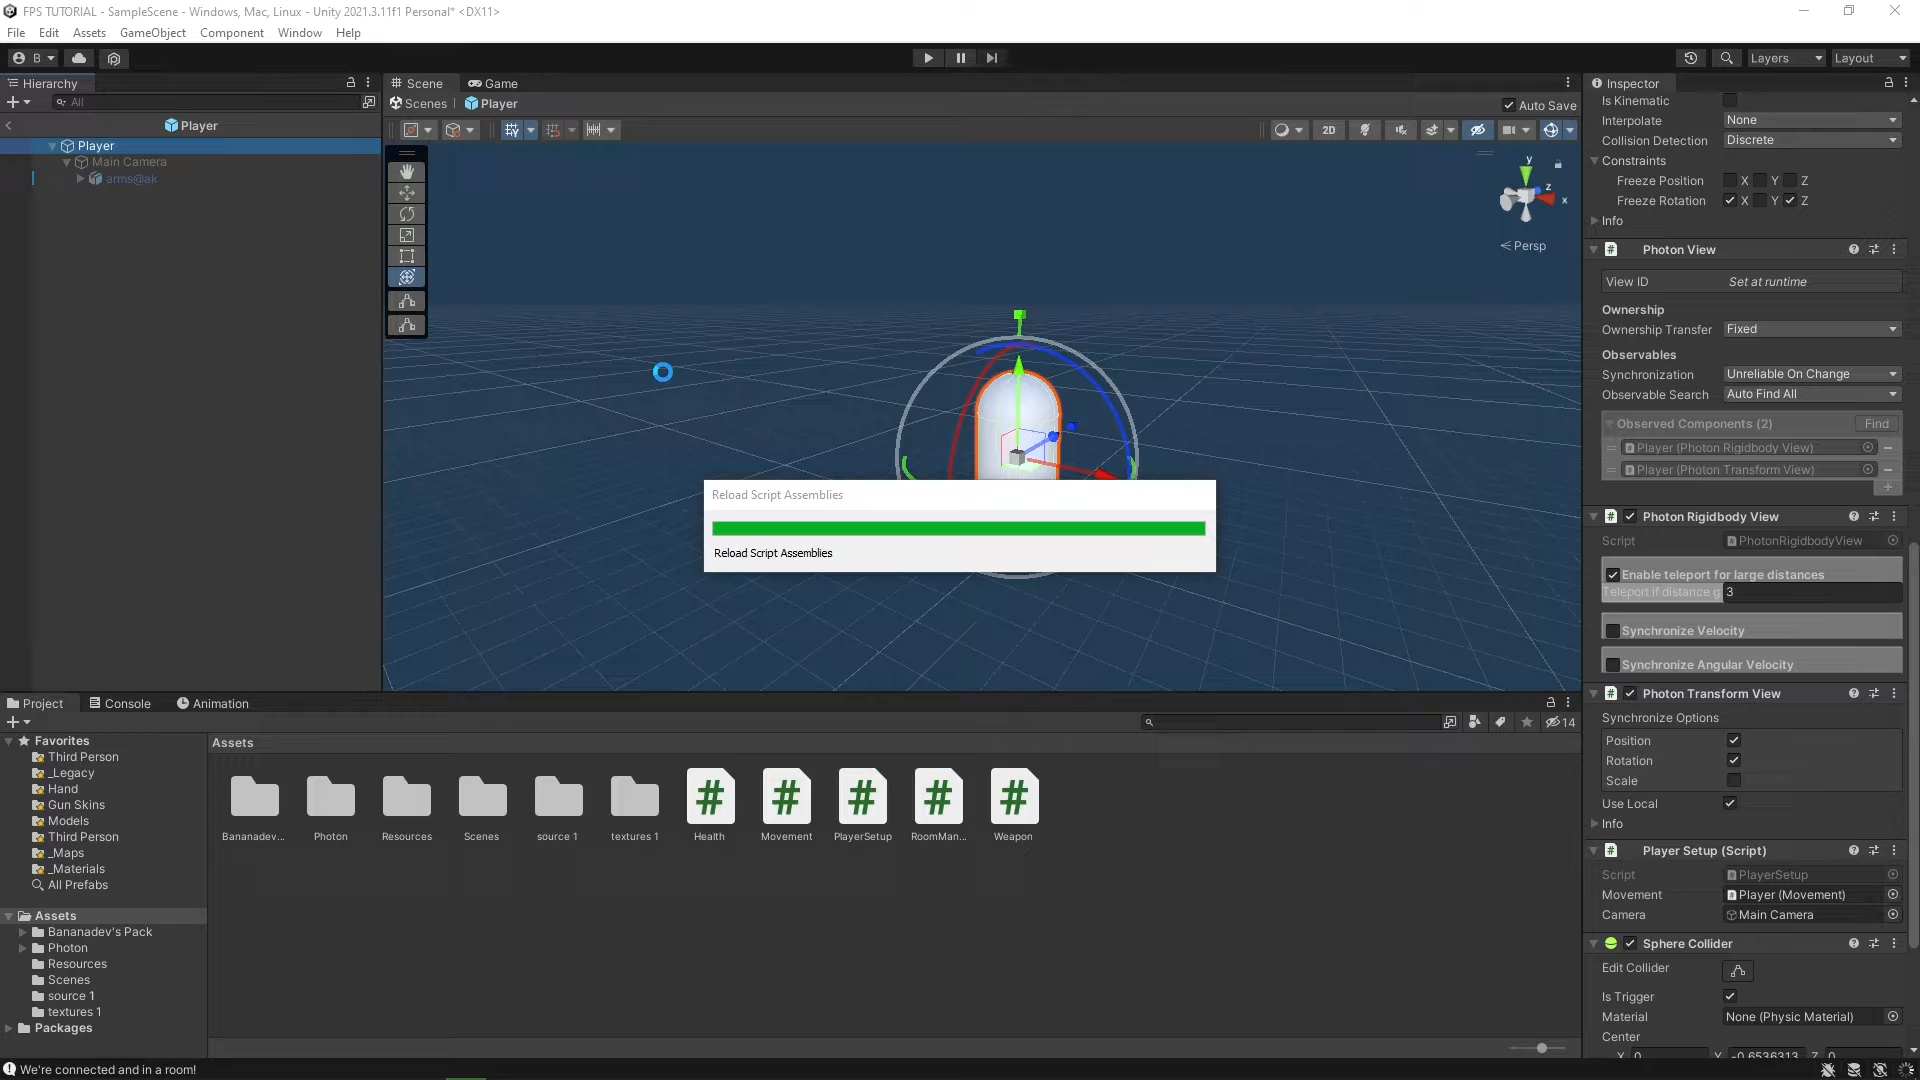 FPS TUTORIAL - SampleScene - Windows, Mac, Linux - Unity 2021.3.11f1 Personal* <DX11>
File Edit Assets GameObject Component Window Help
B
Layers
Layout
Hierarchy
All
Player
Player
Main Camera
arms@ak
Scene
Game
Scenes
Player
Auto Save
2D
y
z
x
Persp
Reload Script Assemblies
Reload Script Assemblies
Inspector
Is Kinematic
Interpolate None
Collision Detection Discrete
Constraints
Freeze Position X Y Z
Freeze Rotation X Y Z
Info
Photon View
View ID Set at runtime
Ownership
Ownership Transfer Fixed
Observables
Synchronization Unreliable On Change
Observable Search Auto Find All
Observed Components (2) Find
Player (Photon Rigidbody View)
Player (Photon Transform View)
Photon Rigidbody View
Script PhotonRigidbodyView
Enable teleport for large distances
Teleport if distance g 3
Synchronize Velocity
Synchronize Angular Velocity
Photon Transform View
Synchronize Options
Position
Rotation
Scale
Use Local
Info
Player Setup (Script)
Script PlayerSetup
Movement Player (Movement)
Camera Main Camera
Sphere Collider
Edit Collider
Is Trigger
Material None (Physic Material)
Center
X 0 Y -0.6536313 Z 0
Project
Console
Animation
14
Favorites
Third Person
_Legacy
Hand
Gun Skins
Models
Third Person
_Maps
_Materials
All Prefabs
Assets
Bananadev's Pack
Photon
Resources
Scenes
source 1
textures 1
Packages
Assets
Bananadev...
Photon
Resources
Scenes
source 1
textures 1
Health
Movement
PlayerSetup
RoomMan...
Weapon
We're connected and in a room!